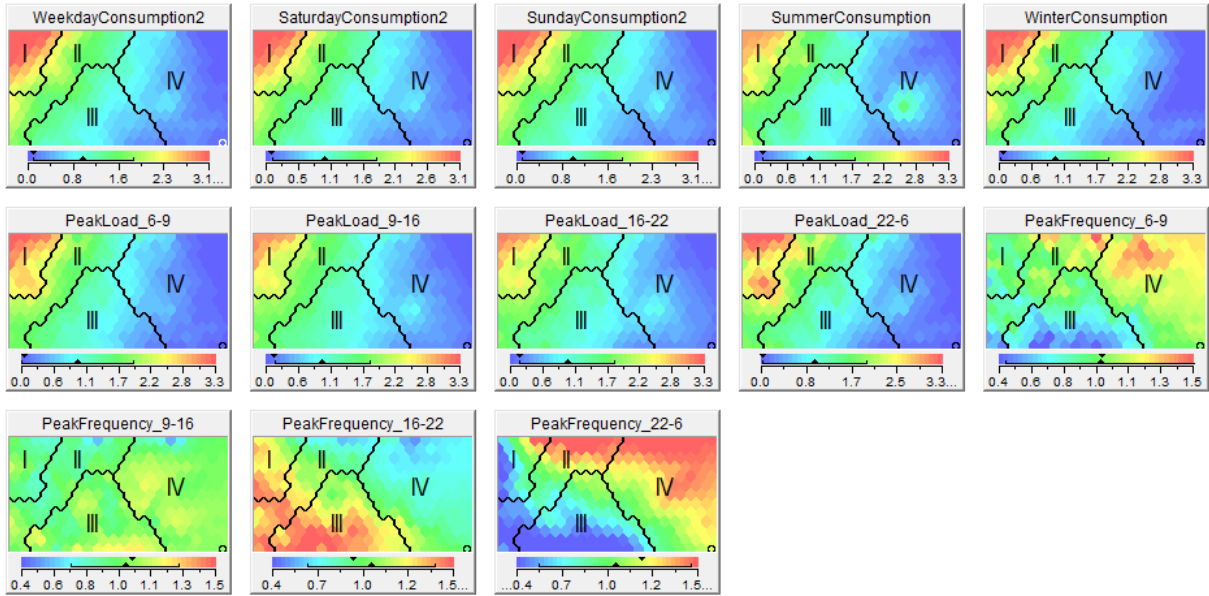 WeekdayConsumption2
I II III IV
0.0 0.8 1.6 2.3 3.1...
SaturdayConsumption2
I II III IV
0.0 0.5 1.0 1.6 2.1 2.6 3.1
SundayConsumption2
I II III IV
0.0 0.8 1.6 2.3 3.1...
SummerConsumption
I II III IV
0.0 0.6 1.1 1.7 2.2 2.8 3.3
WinterConsumption
I II III IV
0.0 0.6 1.1 1.7 2.2 2.8 3.3
PeakLoad_6-9
I II III IV
0.0 0.6 1.1 1.7 2.2 2.8 3.3
PeakLoad_9-16
I II III IV
0.0 0.6 1.1 1.7 2.2 2.8 3.3
PeakLoad_16-22
I II III IV
0.0 0.6 1.1 1.7 2.2 2.8 3.3
PeakLoad_22-6
I II III IV
0.0 0.8 1.7 2.5 3.3...
PeakFrequency_6-9
I II III IV
0.4 0.6 0.8 1.0 1.1 1.3 1.5
PeakFrequency_9-16
I II III IV
0.4 0.6 0.8 1.0 1.2 1.3 1.5
PeakFrequency_16-22
I II III IV
0.4 0.7 1.0 1.2 1.5...
PeakFrequency_22-6
I II III IV
...0.4 0.7 1.0 1.2 1.5...